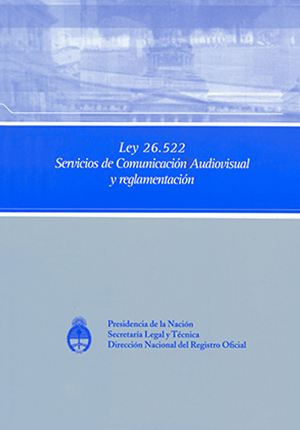 Ley 26.522
Servicios de Comunicación Audiovisual
y reglamentación
Presidencia de la Nación
Secretaría Legal y Técnica
Dirección Nacional del Registro Oficial